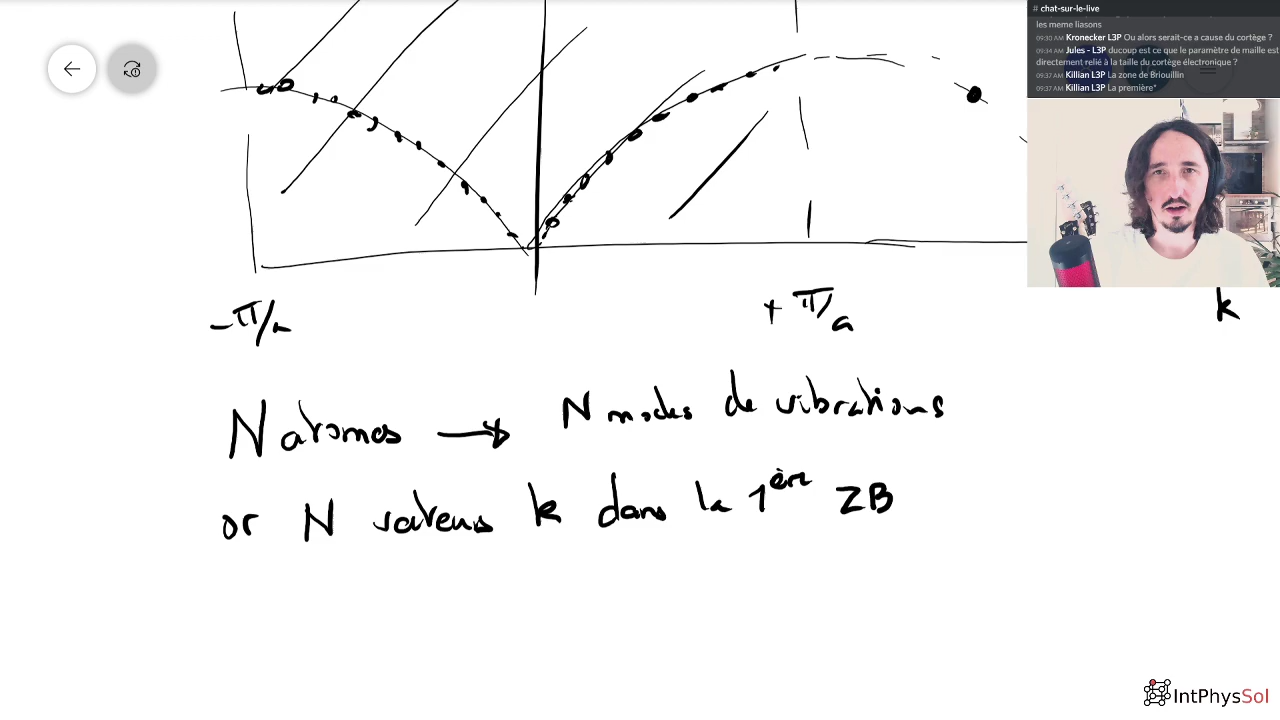 # chat-sur-le-live
les meme liasons
09:30 AM Kronecker L3P Ou alors serait-ce a cause du cortège ?
09:34 AM Jules - L3P ducoup est ce que le paramètre de maille est
directement relié à la taille du cortège électronique ?
09:37 AM Killian L3P La zone de Briouillin
09:37 AM Killian L3P La première*
-π/a
+π/a
k
N atomes → N modes de vibrations
or N valeurs k dans la 1ère ZB
IntPhysSol